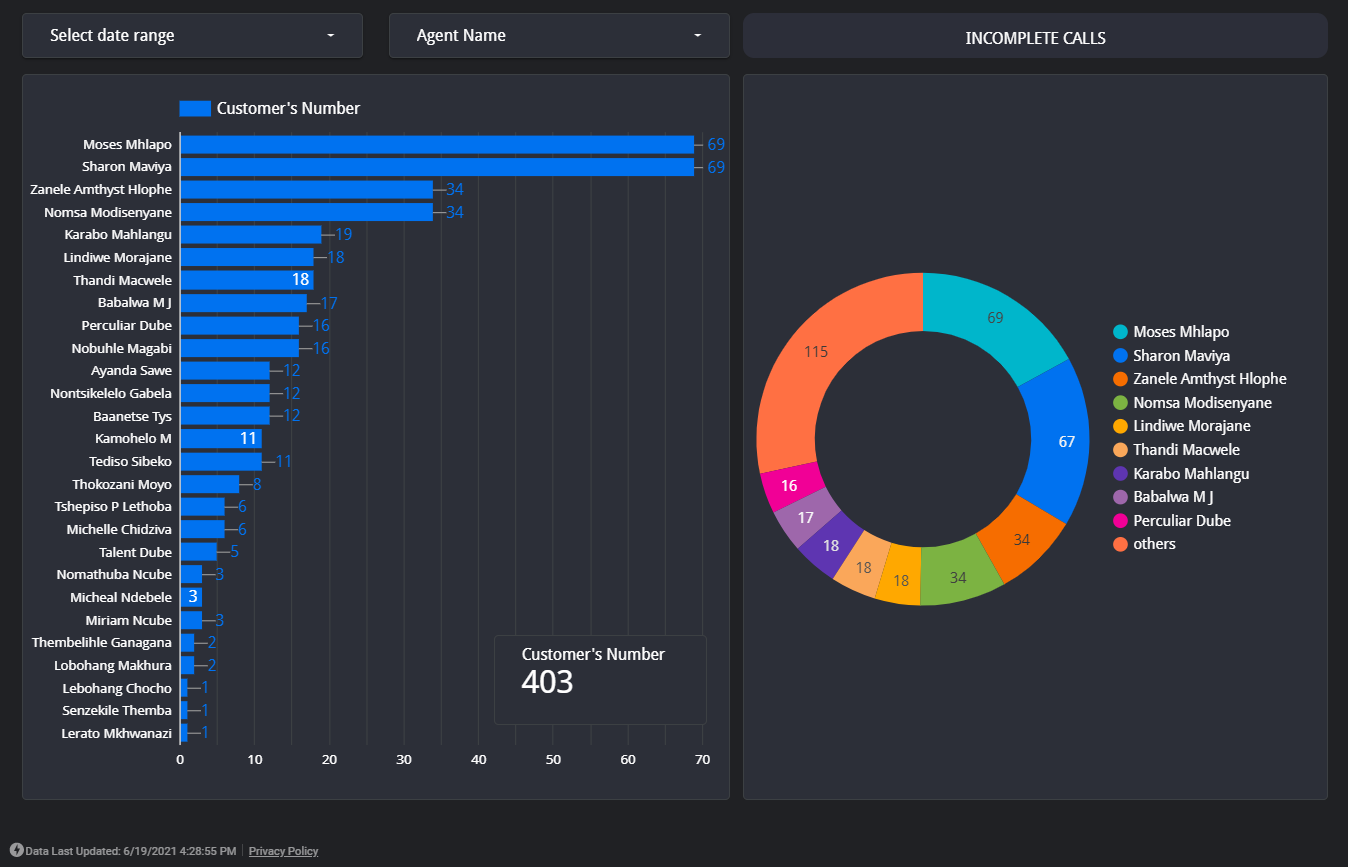 Select date range
Agent Name
INCOMPLETE CALLS
Customer's Number
Moses Mhlapo 69
Sharon Maviya 69
Zanele Amthyst Hlophe 34
Nomsa Modisenyane 34
Karabo Mahlangu 19
Lindiwe Morajane 18
Thandi Macwele 18
Babalwa M J 17
Perculiar Dube 16
Nobuhle Magabi 16
Ayanda Sawe 12
Nontsikelelo Gabela 12
Baanetse Tys 12
Kamohelo M 11
Tediso Sibeko 11
Thokozani Moyo 8
Tshepiso P Lethoba 6
Michelle Chidziva 6
Talent Dube 5
Nomathuba Ncube 3
Micheal Ndebele 3
Miriam Ncube 3
Thembelihle Ganagana 2
Lobohang Makhura 2
Lebohang Chocho 1
Senzekile Themba 1
Lerato Mkhwanazi 1
0 10 20 30 40 50 60 70
Customer's Number
403
69
67
34
34
18
18
18
17
16
115
Moses Mhlapo
Sharon Maviya
Zanele Amthyst Hlophe
Nomsa Modisenyane
Lindiwe Morajane
Thandi Macwele
Karabo Mahlangu
Babalwa M J
Perculiar Dube
others
Data Last Updated: 6/19/2021 4:28:55 PM
Privacy Policy